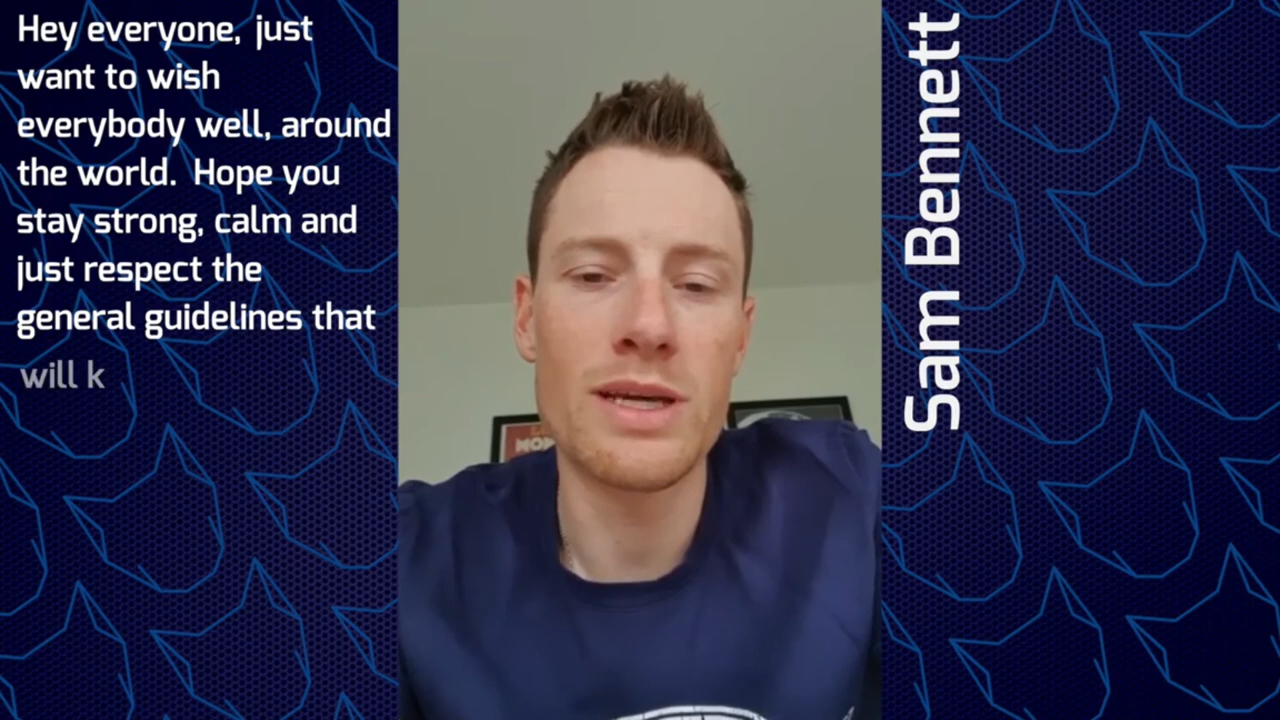 Hey everyone, just
want to wish
everybody well, around
the world. Hope you
stay strong, calm and
just respect the
general guidelines that
will k
Sam Bennett